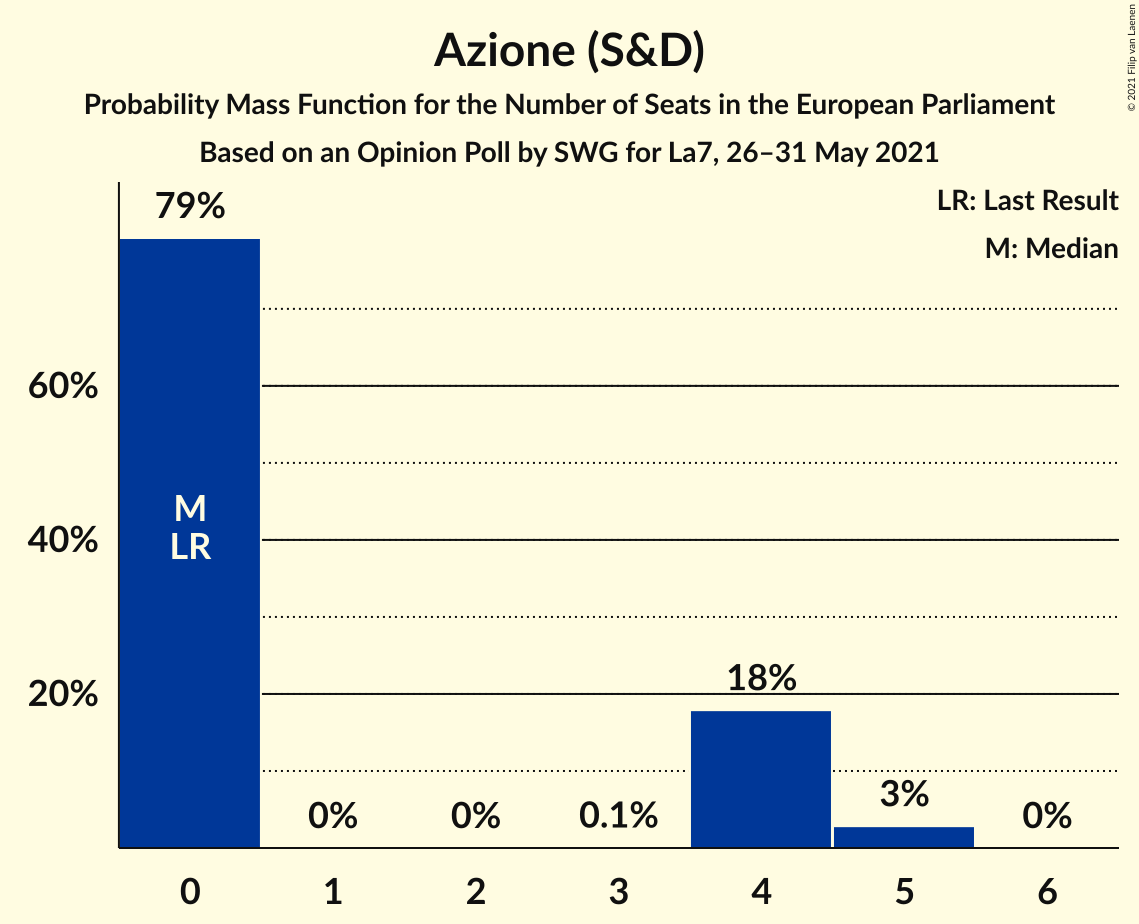 Azione (S&D)
Probability Mass Function for the Number of Seats in the European Parliament
Based on an Opinion Poll by SWG for La7, 26–31 May 2021
© 2021 Filip van Laenen
LR: Last Result
M: Median
79%
60%
40%
20%
M
LR
0%
0%
0.1%
18%
3%
0%
0
1
2
3
4
5
6